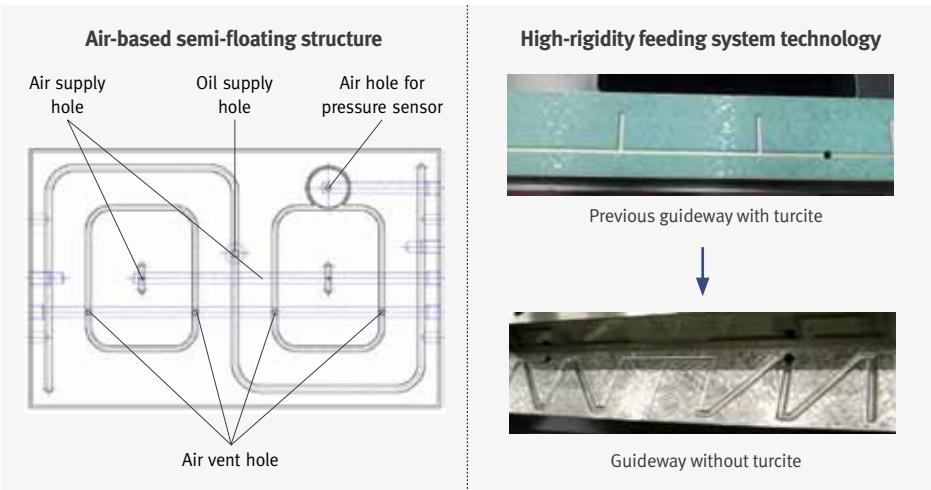 Air-based semi-floating structure
Air supply
hole
Oil supply
hole
Air hole for
pressure sensor
Air vent hole
High-rigidity feeding system technology
Previous guideway with turcite
Guideway without turcite